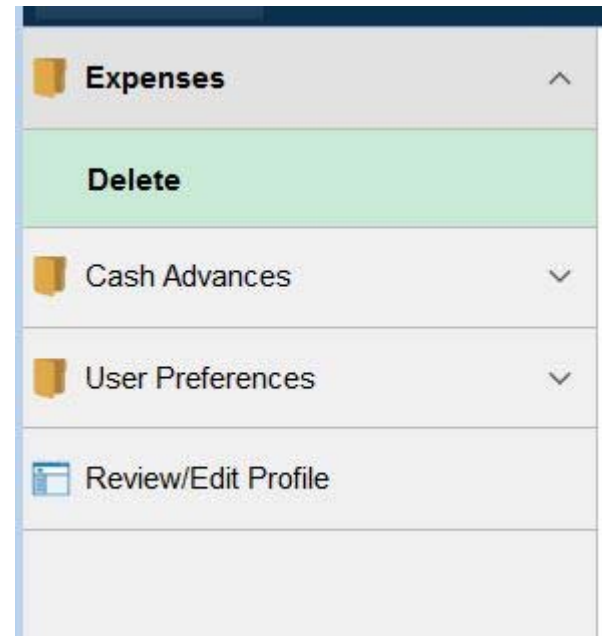 Expenses
Delete
Cash Advances
User Preferences
Review/Edit Profile